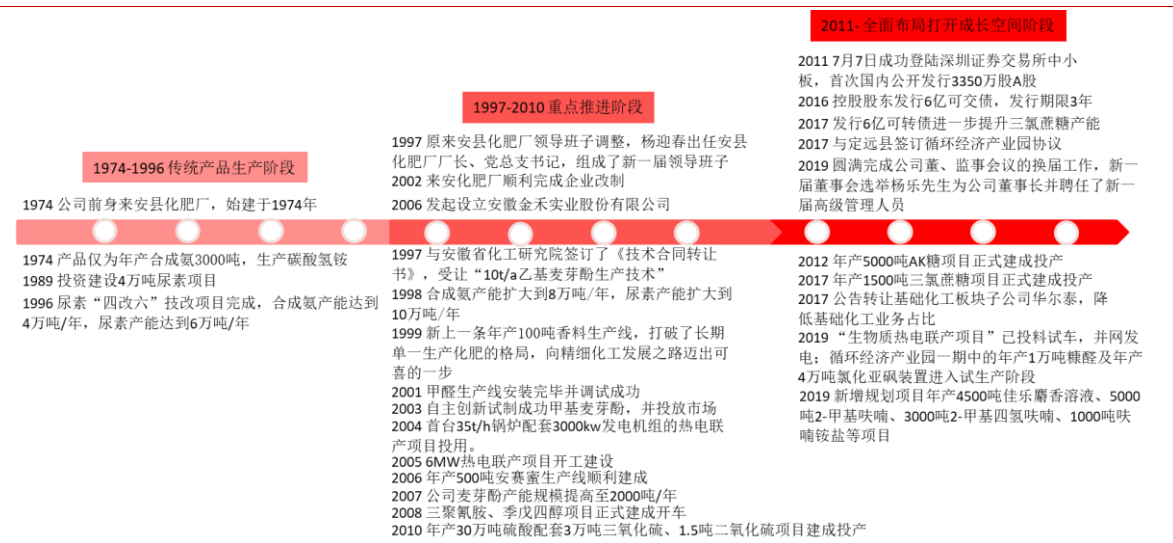 1974-1996 传统产品生产阶段
1974 公司前身来安县化肥厂，始建于1974年
1974 产品仅为年产合成氨3000吨，生产碳酸氢铵
1989 投资建设4万吨尿素项目
1996 尿素“四改六”技改项目完成，合成氨产能达到
4万吨/年，尿素产能达到6万吨/年
1997-2010 重点推进阶段
1997 原来安县化肥厂领导班子调整，杨迎春出任安县
化肥厂厂长、党总支书记，组成了新一届领导班子
2002 来安化肥厂顺利完成企业改制
2006 发起设立安徽金禾实业股份有限公司
1997 与安徽省化工研究院签订了《技术合同转让
书》，受让“10t/a乙基麦芽酚生产技术”
1998 合成氨产能扩大到8万吨/年，尿素产能扩大到
10万吨/年
1999 新上一条年产100吨香料生产线，打破了长期
单一生产化肥的格局，向精细化工发展之路迈出可
喜的一步
2001 甲醛生产线安装完毕并调试成功
2003 自主创新试制成功甲基麦芽酚，并投放市场
2004 首台35t/h锅炉配套3000kw发电机组的热电联
产项目投用。
2005 6MW热电联产项目开工建设
2006 年产500吨安赛蜜生产线顺利建成
2007 公司麦芽酚产能规模提高至2000吨/年
2008 三聚氰胺、季戊四醇项目正式建成开车
2010 年产30万吨硫酸配套3万吨三氧化硫、1.5吨二氧化硫项目建成投产
2011- 全面布局打开成长空间阶段
2011 7月7日成功登陆深圳证券交易所中小
板，首次国内公开发行3350万股A股
2016 控股股东发行6亿可交债，发行期限3年
2017 发行6亿可转债进一步提升三氯蔗糖产能
2017 与定远县签订循环经济产业园协议
2019 圆满完成公司董、监事会议的换届工作，新一
届董事会选举杨乐先生为公司董事长并聘任了新一
届高级管理人员
2012 年产5000吨AK糖项目正式建成投产
2017 年产1500吨三氯蔗糖项目正式建成投产
2017 公告转让基础化工板块子公司华尔泰，降
低基础化工业务占比
2019 “生物质热电联产项目”已投料试车，并网发
电；循环经济产业园一期中的年产1万吨糠醛及年产
4万吨氯化亚砜装置进入试生产阶段
2019 新增规划项目年产4500吨佳乐麝香溶液、5000
吨2-甲基呋喃、3000吨2-甲基四氢呋喃、1000吨呋
喃铵盐等项目